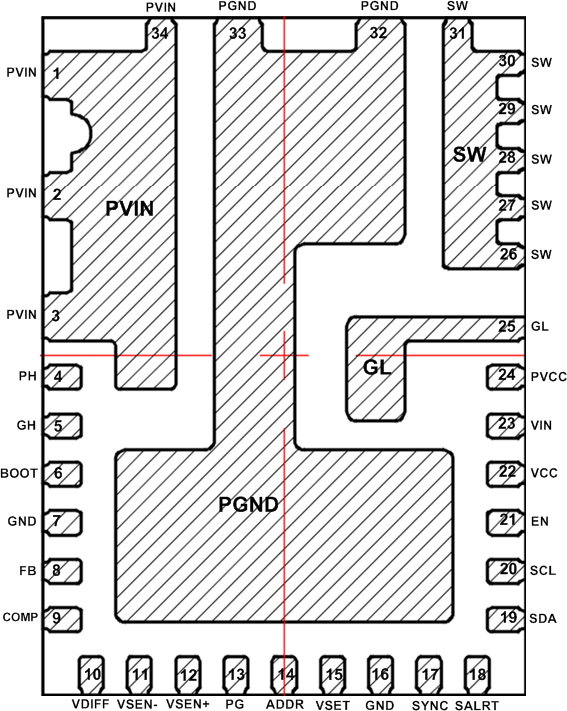 PVIN PGND PGND SW
34 33 32 31
PVIN 1 30 SW
29 SW
28 SW
SW
PVIN 2 27 SW
PVIN
26 SW
PVIN 3 25 GL
GL
PH 4 24 PVCC
GH 5 23 VIN
BOOT 6 22 VCC
PGND
GND 7 21 EN
FB 8 20 SCL
COMP 9 19 SDA
10 11 12 13 14 15 16 17 18
VDIFF VSEN- VSEN+ PG ADDR VSET GND SYNC SALRT